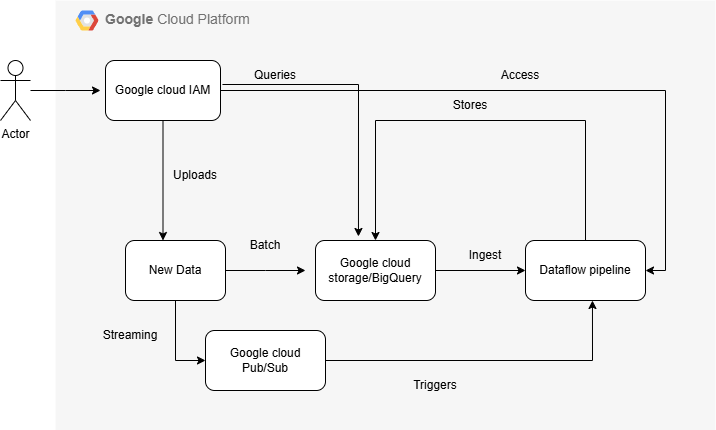 Google Cloud Platform
Google cloud IAM
Queries
Access
Stores
Actor
Uploads
New Data
Batch
Google cloud
storage/BigQuery
Ingest
Dataflow pipeline
Streaming
Google cloud
Pub/Sub
Triggers